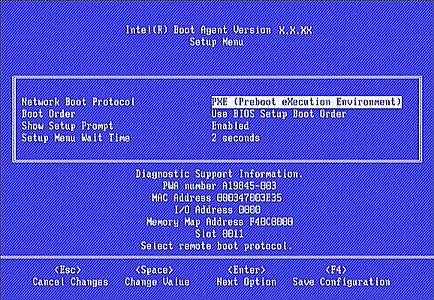 Intel(R) Boot Agent Version X.X.XX
Setup Menu
Network Boot Protocol PXE (Preboot eXecution Environment)
Boot Order Use BIOS Setup Boot Order
Show Setup Prompt Enabled
Setup Menu Wait Time 2 seconds
Diagnostic Support Information.
PWA number A19845-003
MAC Address 000347003E35
I/O Address 0000
Memory Map Address F40C0000
Slot 0011
Select remote boot protocol.
<Esc> <Space> <Enter> <F4>
Cancel Changes Change Value Next Option Save Configuration